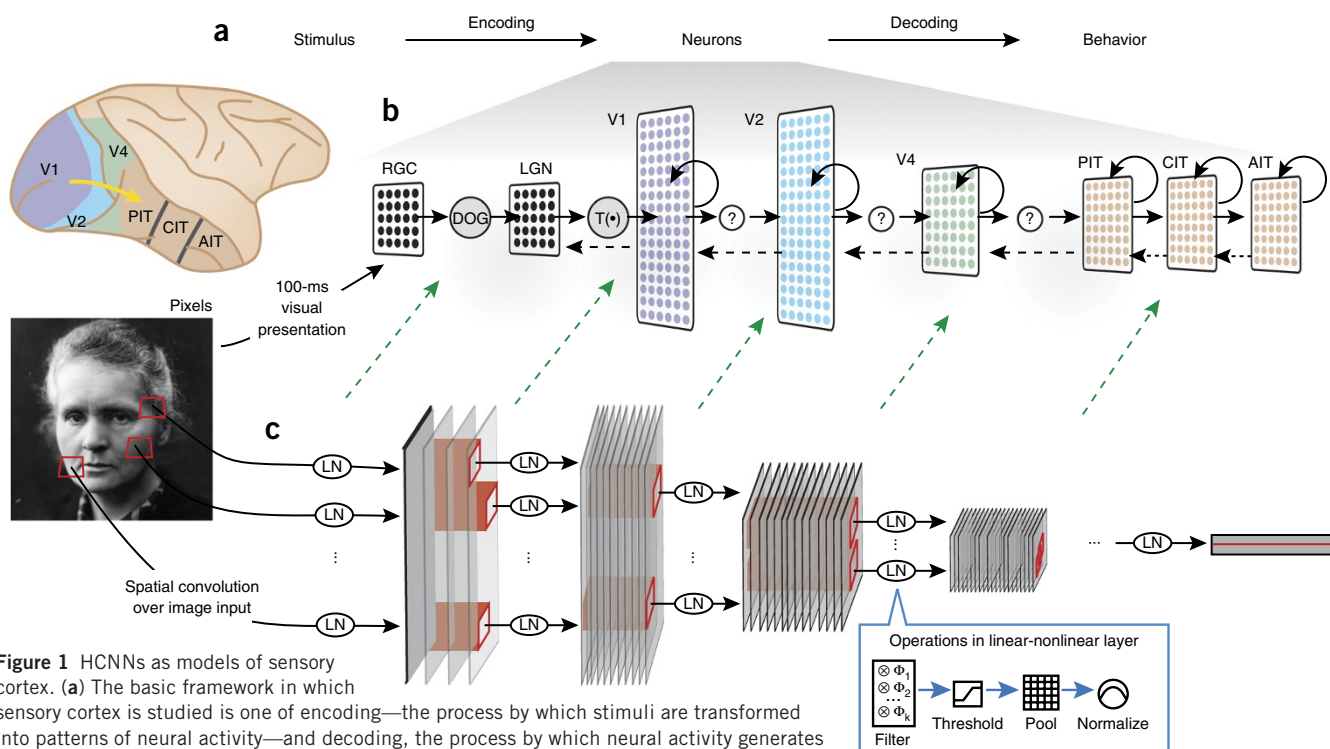 a
Stimulus
Encoding
Neurons
Decoding
Behavior
b
V1
V2
V4
PIT
CIT
AIT
RGC
DOG
LGN
T(•)
V1
?
V2
?
V4
?
PIT
CIT
AIT
100-ms
visual
presentation
Pixels
c
LN
LN
LN
LN
LN
LN
LN
LN
LN
LN
...
LN
...
...
...
...
LN
Spatial convolution
over image input
Operations in linear-nonlinear layer
⊗ Φ1
⊗ Φ2
...
⊗ Φk
Filter
Threshold
Pool
Normalize
Figure 1 HCNNs as models of sensory
cortex. (a) The basic framework in which
sensory cortex is studied is one of encoding—the process by which stimuli are transformed
into patterns of neural activity—and decoding, the process by which neural activity generates